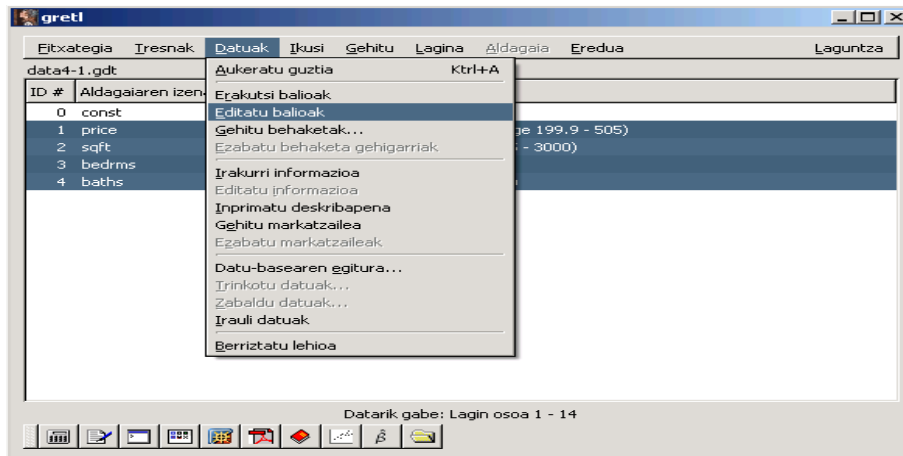 gretl
Fitxategia Tresnak Datuak Ikusi Gehitu Lagina Aldagaia Eredua Laguntza
data4-1.gdt
ID # Aldagaiaren izen
0 const
1 price ge 199.9 - 505)
2 sqft - 3000)
3 bedrms
4 baths
Aukeratu guztia Ktrl+A
Erakutsi balioak
Editatu balioak
Gehitu behaketak...
Ezabatu behaketa gehigarriak
Irakurri informazioa
Editatu informazioa
Inprimatu deskribapena
Gehitu markatzailea
Ezabatu markatzaileak
Datu-basearen egitura...
Trinkotu datuak...
Zabaldu datuak...
Irauli datuak
Berriztatu lehioa
Datarik gabe: Lagin osoa 1 - 14
β̂